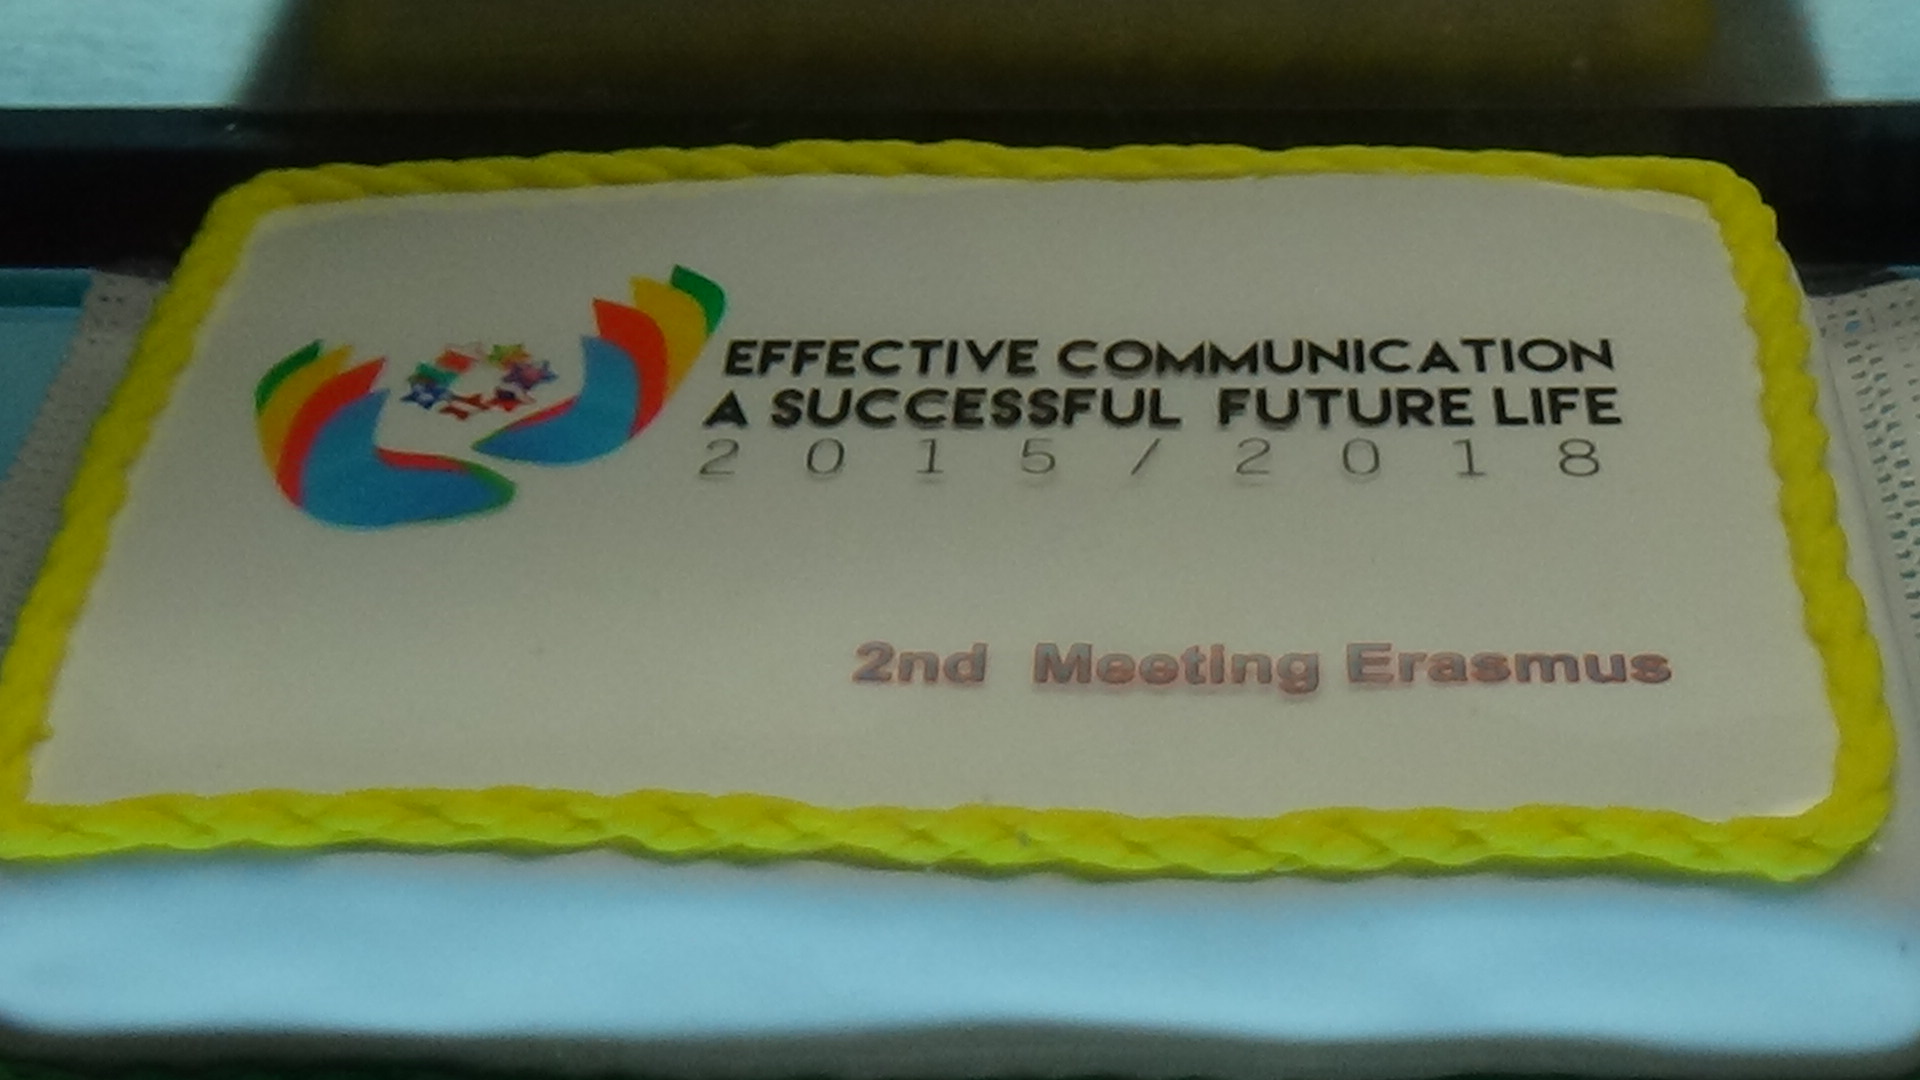 EFFECTIVE COMMUNICATION
A SUCCESSFUL FUTURE LIFE
2015/2018
2nd Meeting Erasmus